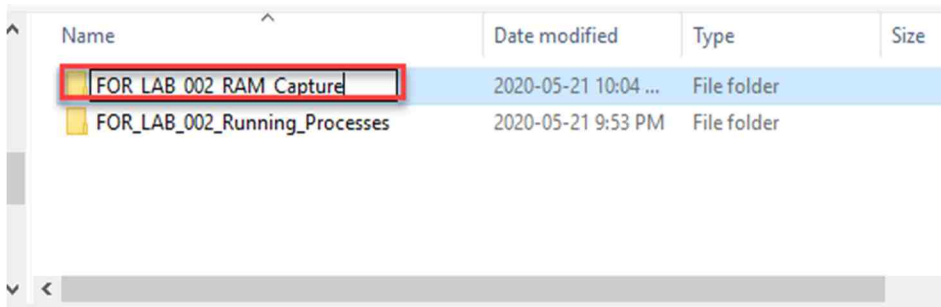 Name Date modified Type Size
FOR_LAB_002_RAM_Capture 2020-05-21 10:04 ... File folder
FOR_LAB_002_Running_Processes 2020-05-21 9:53 PM File folder